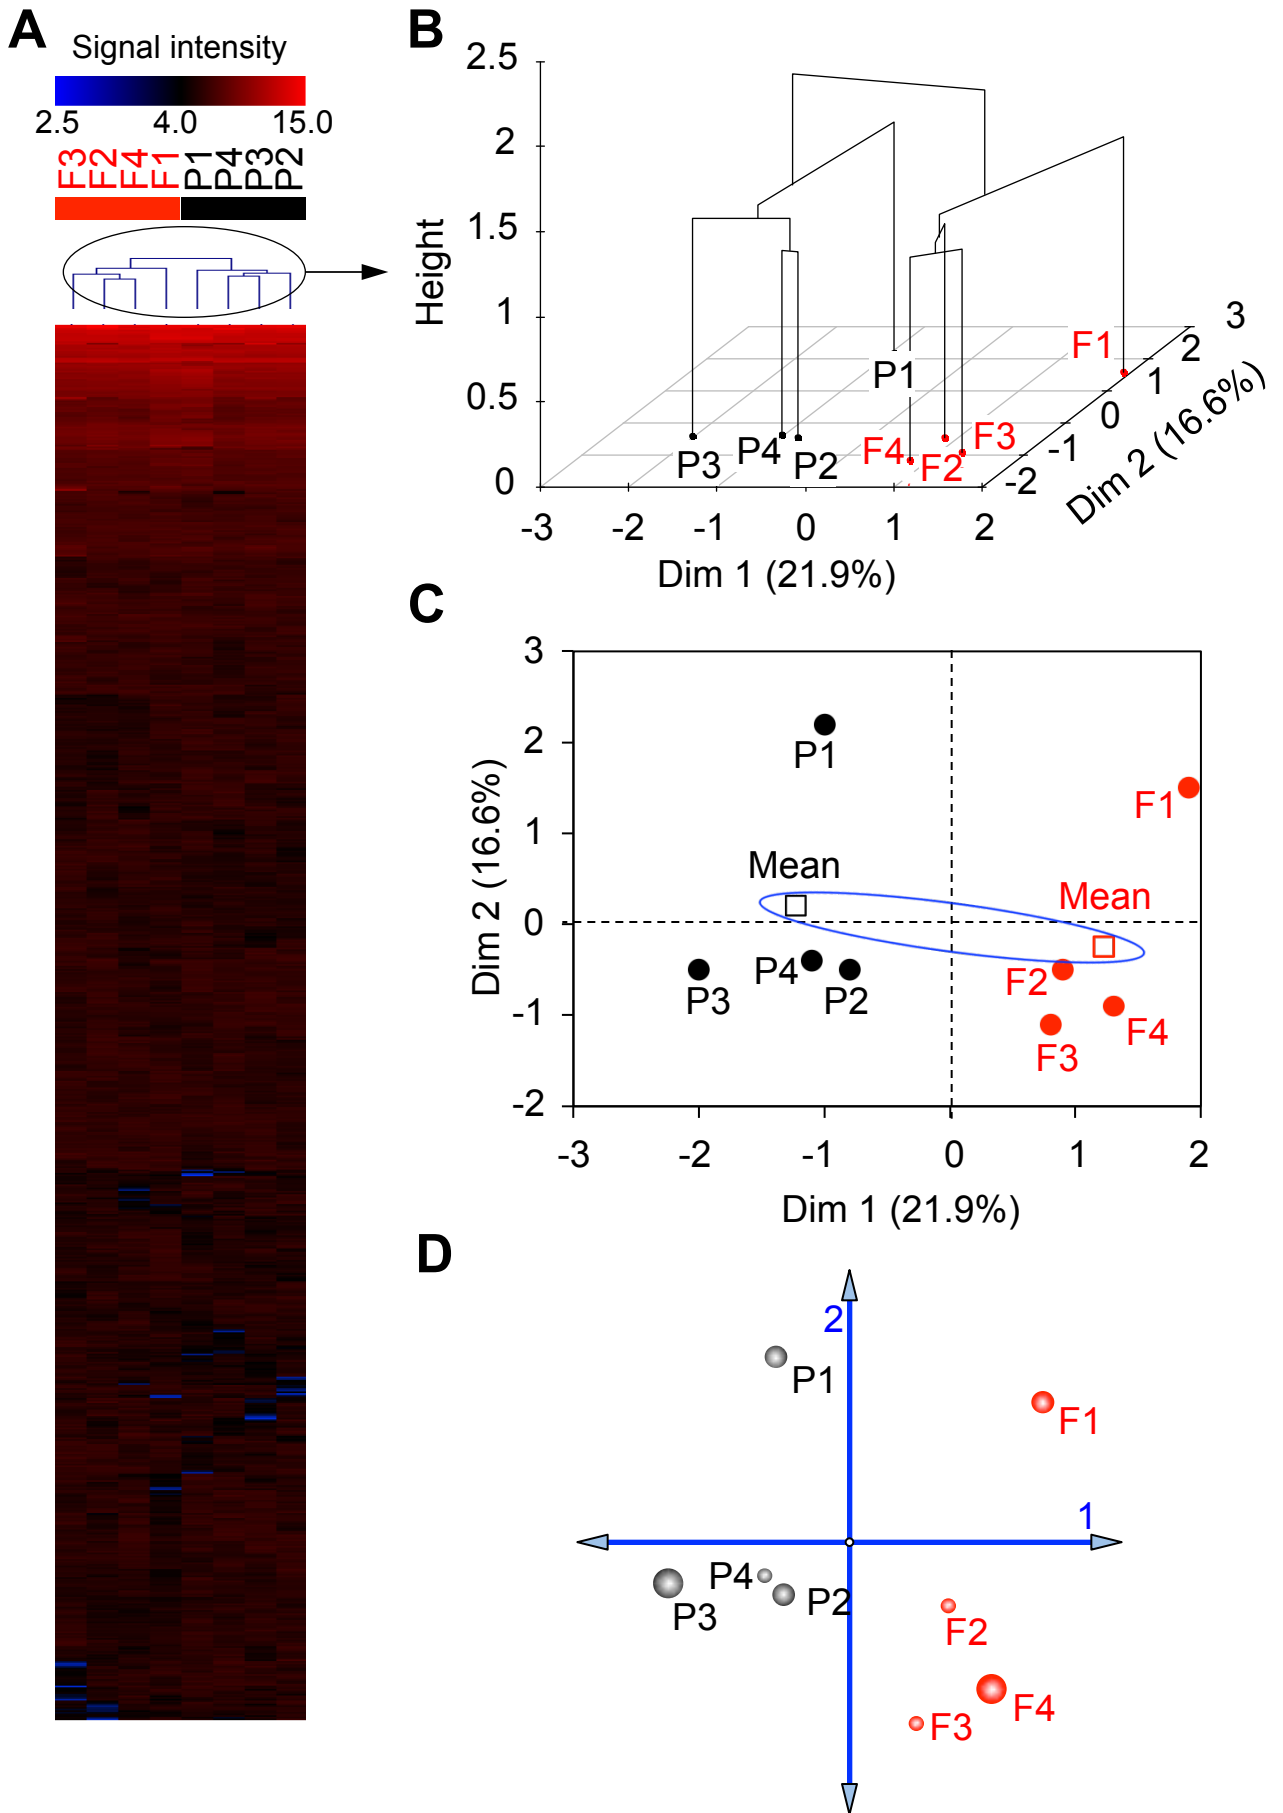 A
Signal intensity
2.5 4.0 15.0
F3 F2 F4 F1 P1 P4 P3 P2
B
2.5
2
1.5
1
0.5
0
Height
-3 -2 -1 0 1 2
Dim 1 (21.9%)
-2 -1 0 1 2 3
Dim 2 (16.6%)
P1
F1
P3 P4 P2 F4 F2 F3
C
3
2
1
0
-1
-2
Dim 2 (16.6%)
P1
F1
Mean
Mean
P3 P4 P2
F2
F3
F4
-3 -2 -1 0 1 2
Dim 1 (21.9%)
D
2
P1
F1
1
P4
P3
P2
F2
F4
F3